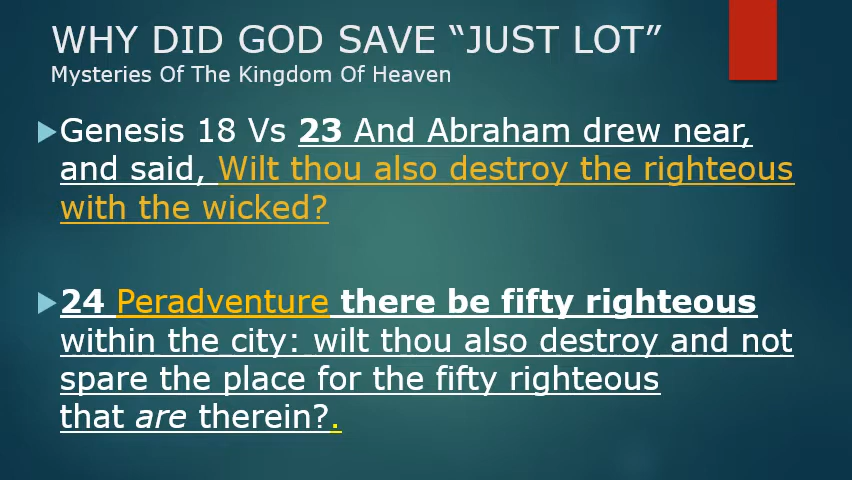 WHY DID GOD SAVE “JUST LOT”
Mysteries Of The Kingdom Of Heaven
Genesis 18 Vs 23 And Abraham drew near,
and said, Wilt thou also destroy the righteous
with the wicked?
24 Peradventure there be fifty righteous
within the city: wilt thou also destroy and not
spare the place for the fifty righteous
that are therein?.